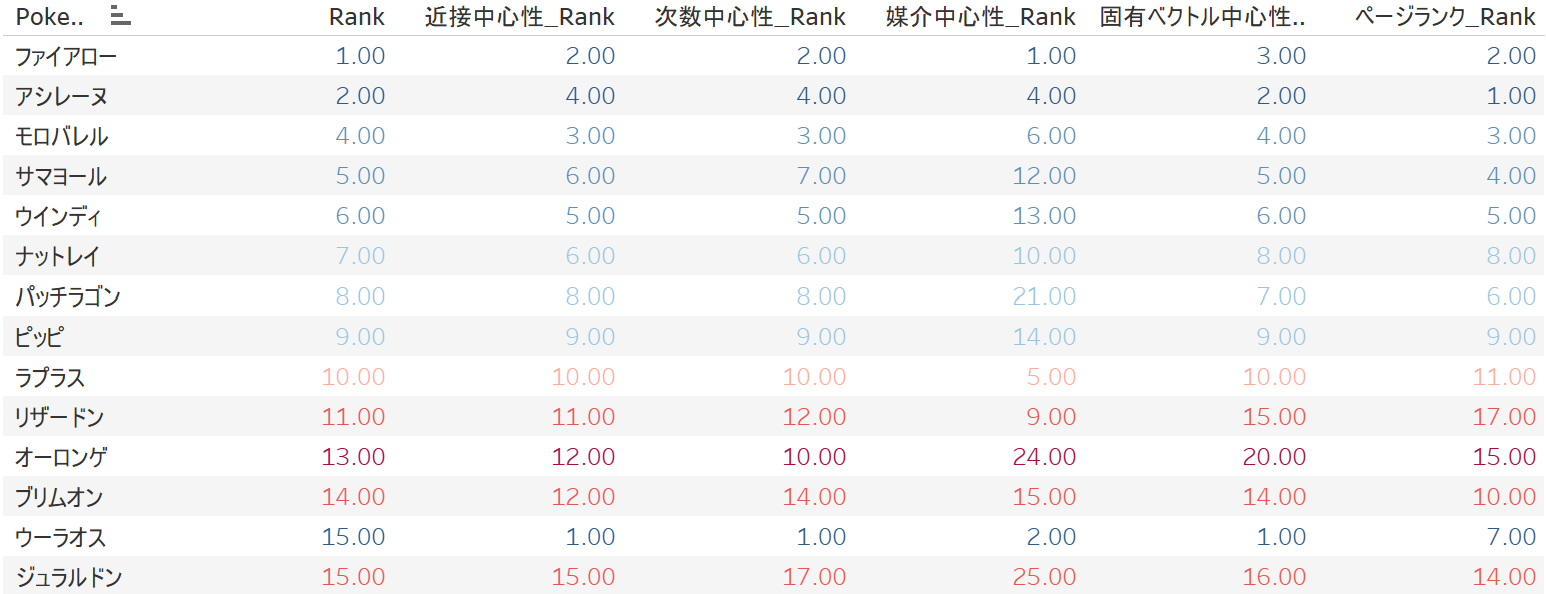 Poke.. Rank 近接中心性_Rank 次数中心性_Rank 媒介中心性_Rank 固有ベクトル中心性.. ページランク_Rank
ファイアロー 1.00 2.00 2.00 1.00 3.00 2.00
アシレーヌ 2.00 4.00 4.00 4.00 2.00 1.00
モロバレル 4.00 3.00 3.00 6.00 4.00 3.00
サマヨール 5.00 6.00 7.00 12.00 5.00 4.00
ウインディ 6.00 5.00 5.00 13.00 6.00 5.00
ナットレイ 7.00 6.00 6.00 10.00 8.00 8.00
パッチラゴン 8.00 8.00 8.00 21.00 7.00 6.00
ピッピ 9.00 9.00 9.00 14.00 9.00 9.00
ラプラス 10.00 10.00 10.00 5.00 10.00 11.00
リザードン 11.00 11.00 12.00 9.00 15.00 17.00
オーロンゲ 13.00 12.00 10.00 24.00 20.00 15.00
ブリムオン 14.00 12.00 14.00 15.00 14.00 10.00
ウーラオス 15.00 1.00 1.00 2.00 1.00 7.00
ジュラルドン 15.00 15.00 17.00 25.00 16.00 14.00